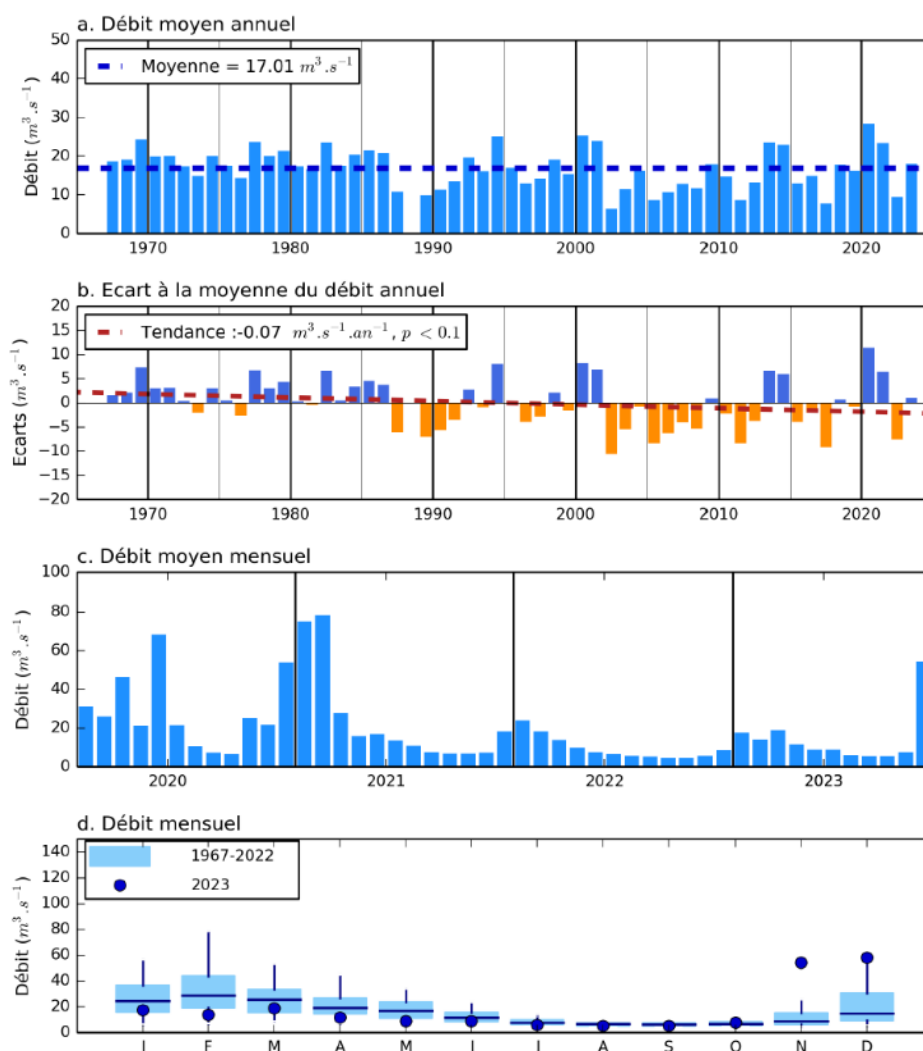 a. Débit moyen annuel
50
40
30
20
10
0
Débit (m³.s⁻¹)
Moyenne = 17.01 m³.s⁻¹
1970 1980 1990 2000 2010 2020
b. Ecart à la moyenne du débit annuel
20
15
10
5
0
−5
−10
−15
−20
Ecarts (m³.s⁻¹)
Tendance :-0.07 m³.s⁻¹.an⁻¹, p < 0.1
1970 1980 1990 2000 2010 2020
c. Débit moyen mensuel
100
80
60
40
20
0
Débit (m³.s⁻¹)
2020 2021 2022 2023
d. Débit mensuel
140
120
100
80
60
40
20
0
Débit (m³.s⁻¹)
1967-2022
2023
J F M A M J J A S O N D